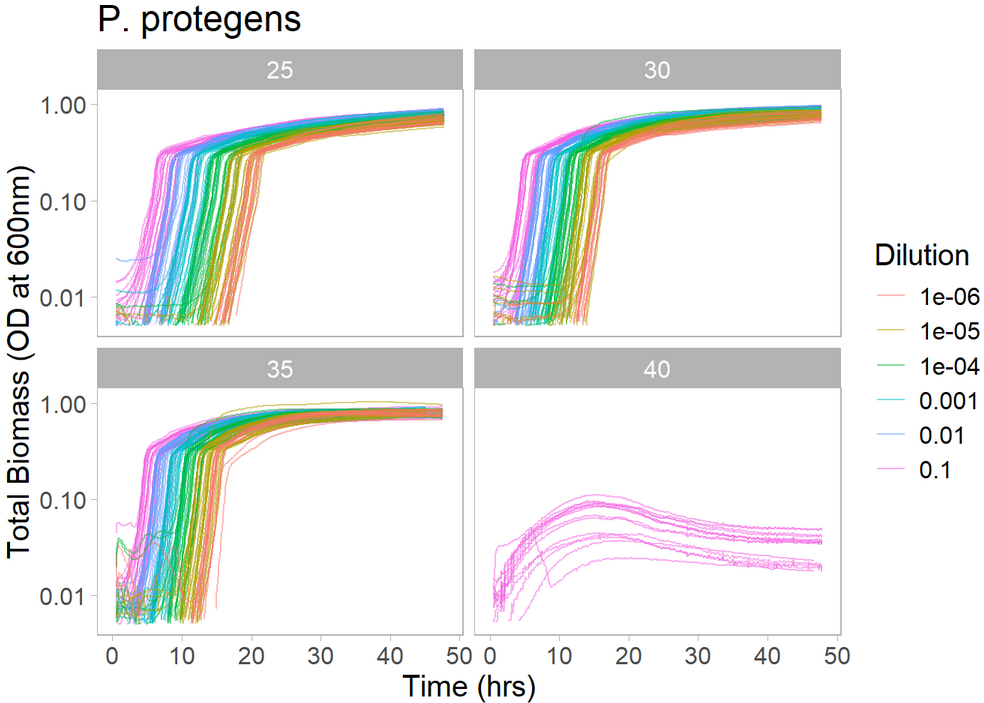 P. protegens
25
30
1.00
0.10
0.01
35
40
1.00
0.10
0.01
0 10 20 30 40 50 0 10 20 30 40 50
Time (hrs)
Total Biomass (OD at 600nm)
Dilution
1e-06
1e-05
1e-04
0.001
0.01
0.1